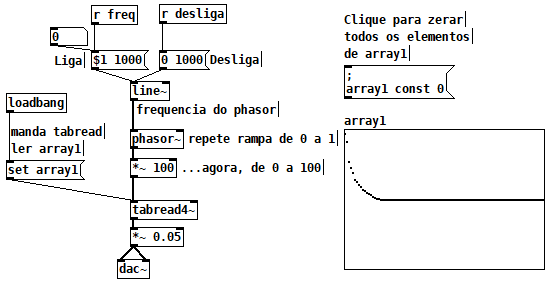 r freq
r desliga
0
Liga
$1 1000
0 1000
Desliga
line~
frequencia do phasor
loadbang
manda tabread
ler array1
set array1
phasor~
repete rampa de 0 a 1
*~ 100
...agora, de 0 a 100
tabread4~
*~ 0.05
dac~
Clique para zerar
todos os elementos
de array1
;
array1 const 0
array1